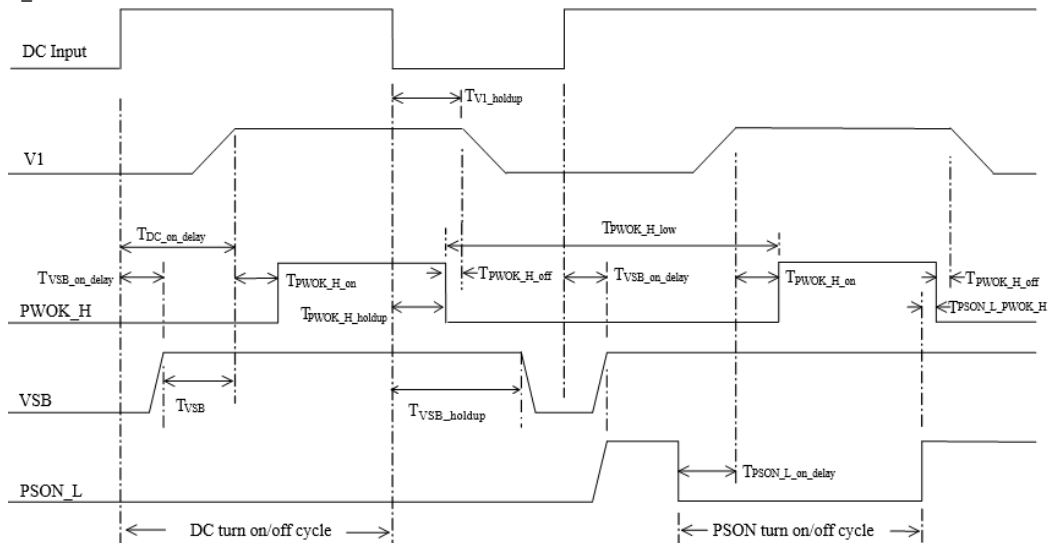 DC Input
TV1_holdup
V1
TDC_on_delay
TPWOK_H_low
TVSB_on_delay
TPWOK_H_on
TPWOK_H_off
TVSB_on_delay
TPWOK_H_on
TPWOK_H_off
PWOK_H
TPWOK_H_holdup
TPSON_L_PWOK_H
VSB
TVSB
TVSB_holdup
TPSON_L_on_delay
PSON_L
DC turn on/off cycle
PSON turn on/off cycle